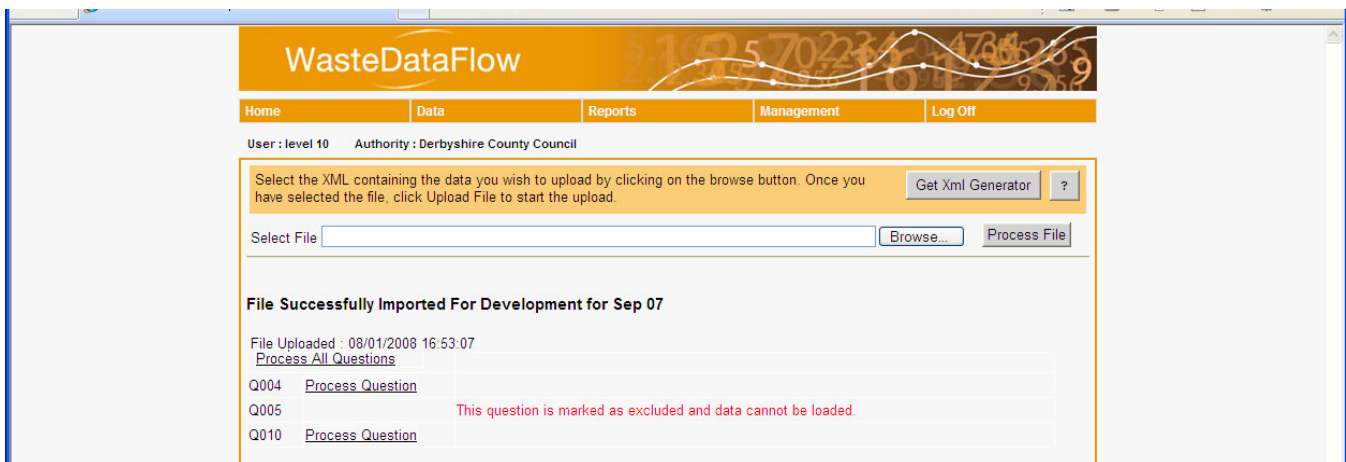 WasteDataFlow
Home Data Reports Management Log Off
User : level 10 Authority : Derbyshire County Council
Select the XML containing the data you wish to upload by clicking on the browse button. Once you
have selected the file, click Upload File to start the upload.
Get Xml Generator ?
Select File Browse... Process File
File Successfully Imported For Development for Sep 07
File Uploaded : 08/01/2008 16:53:07
Process All Questions
Q004 Process Question
Q005 This question is marked as excluded and data cannot be loaded.
Q010 Process Question